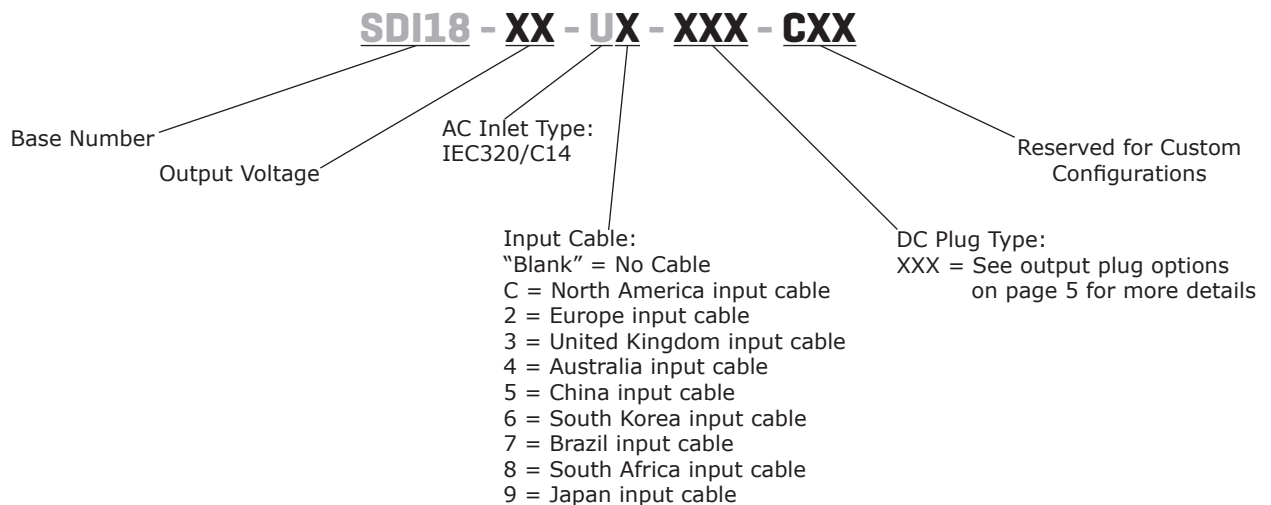 SDI18 - XX - UX - XXX - CXX
Base Number
Output Voltage
AC Inlet Type:
IEC320/C14
Input Cable:
“Blank” = No Cable
C = North America input cable
2 = Europe input cable
3 = United Kingdom input cable
4 = Australia input cable
5 = China input cable
6 = South Korea input cable
7 = Brazil input cable
8 = South Africa input cable
9 = Japan input cable
DC Plug Type:
XXX = See output plug options
on page 5 for more details
Reserved for Custom
Configurations